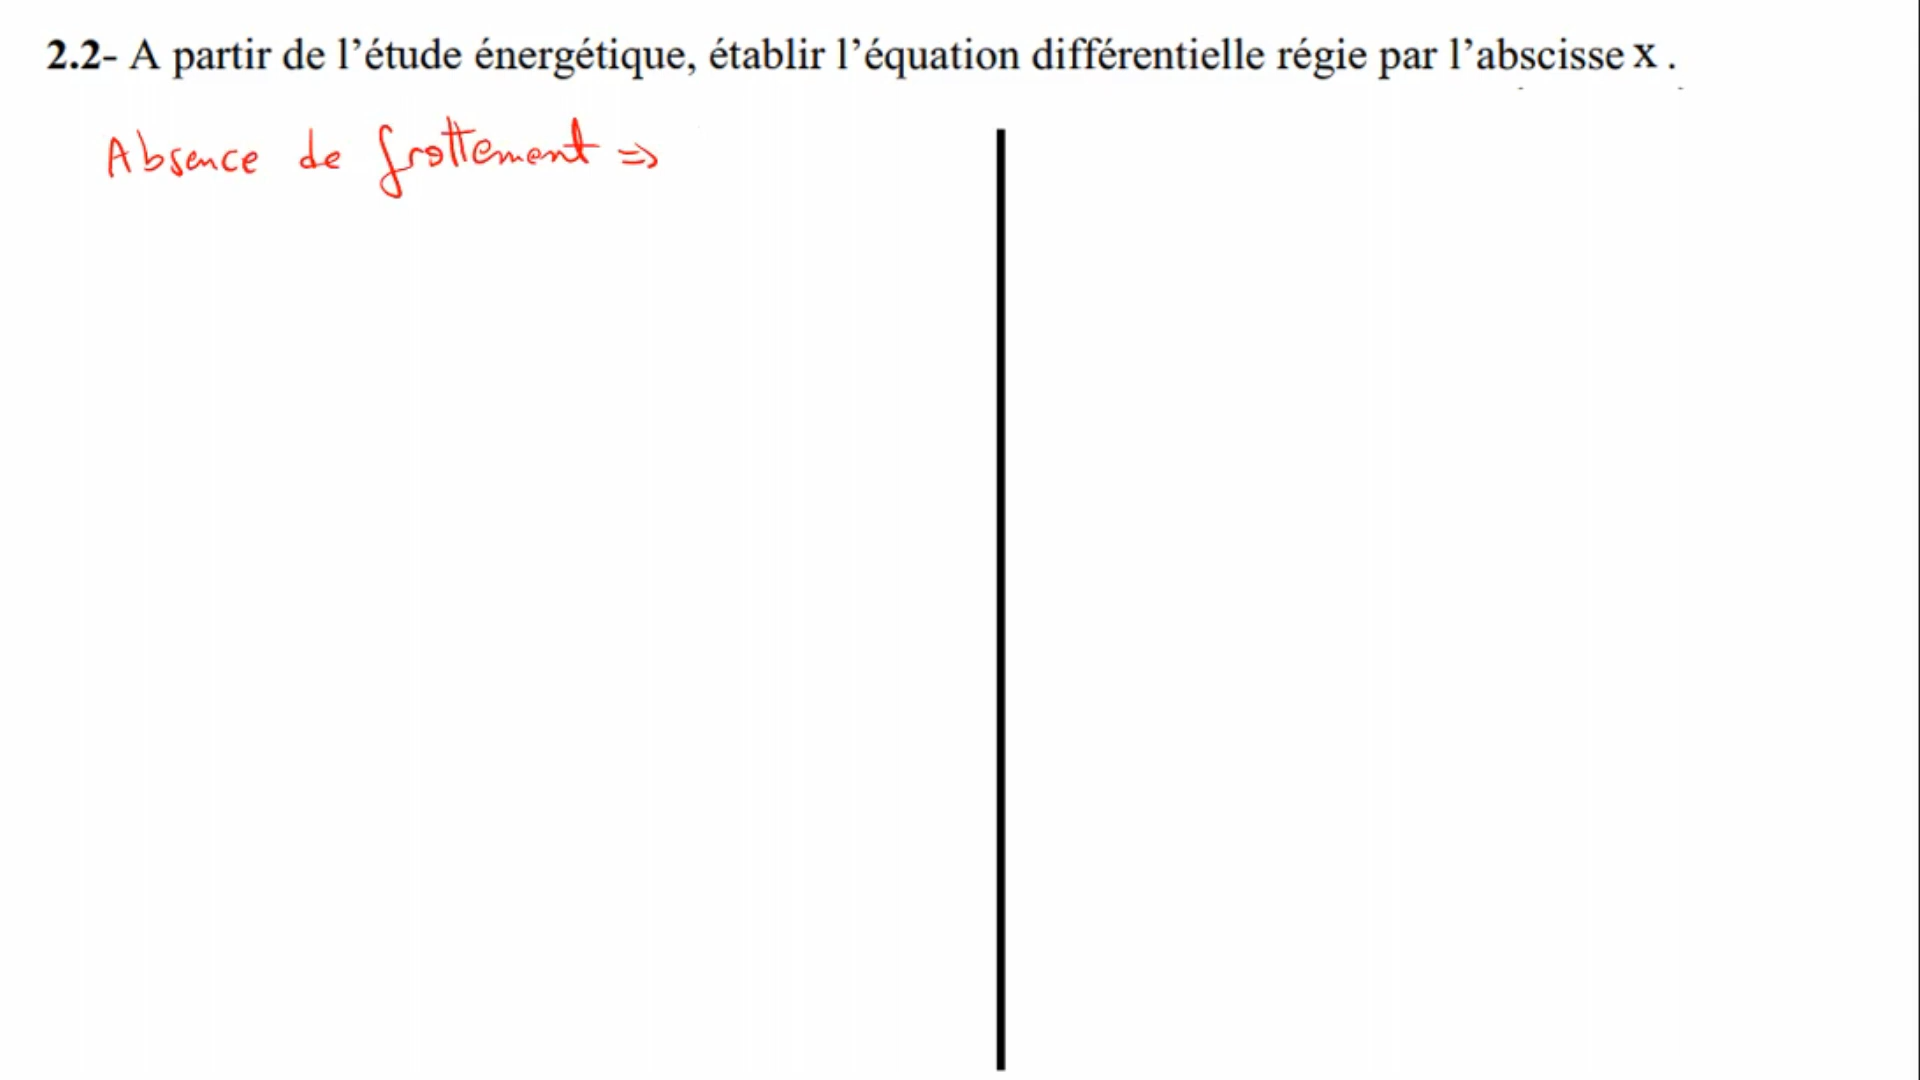 2.2- A partir de l’étude énergétique, établir l’équation différentielle régie par l’abscisse x .
Absence de frottement ⇒